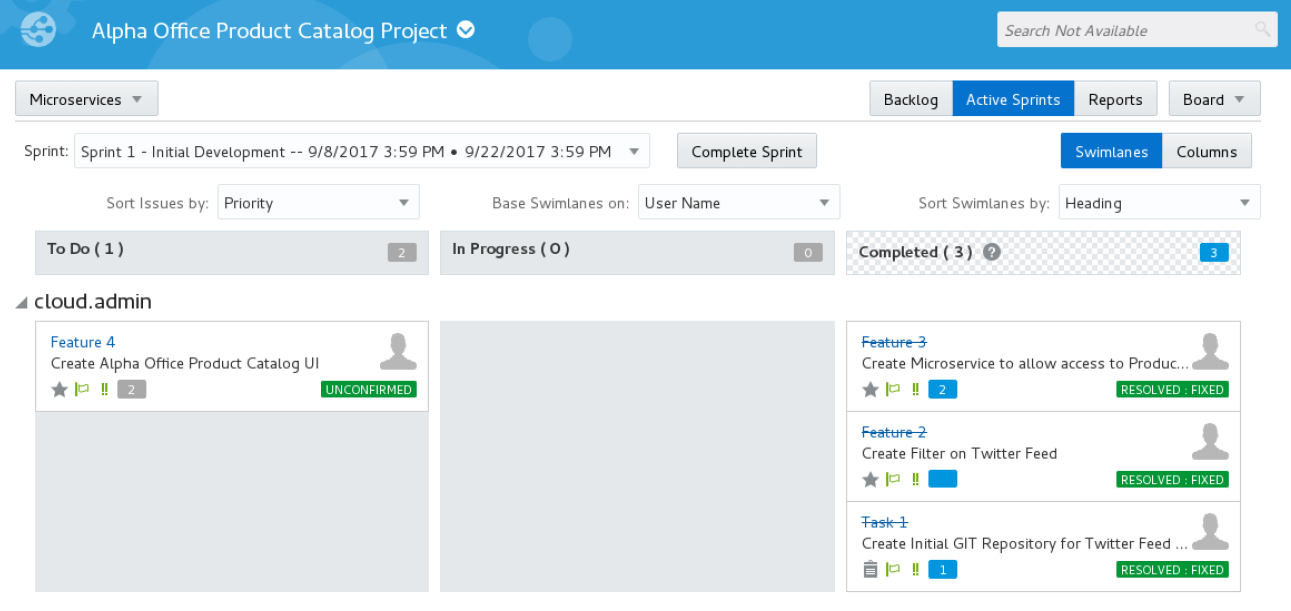 Alpha Office Product Catalog Project
Search Not Available
Microservices
Backlog Active Sprints Reports Board
Sprint: Sprint 1 - Initial Development -- 9/8/2017 3:59 PM • 9/22/2017 3:59 PM Complete Sprint Swimlanes Columns
Sort Issues by: Priority Base Swimlanes on: User Name Sort Swimlanes by: Heading
To Do ( 1 ) 2 In Progress ( 0 ) 0 Completed ( 3 ) ? 3
cloud.admin
Feature 4
Create Alpha Office Product Catalog UI
!! 2 UNCONFIRMED
Feature 3
Create Microservice to allow access to Produc...
!! 2 RESOLVED : FIXED
Feature 2
Create Filter on Twitter Feed
!! RESOLVED : FIXED
Task 1
Create Initial GIT Repository for Twitter Feed ...
!! 1 RESOLVED : FIXED